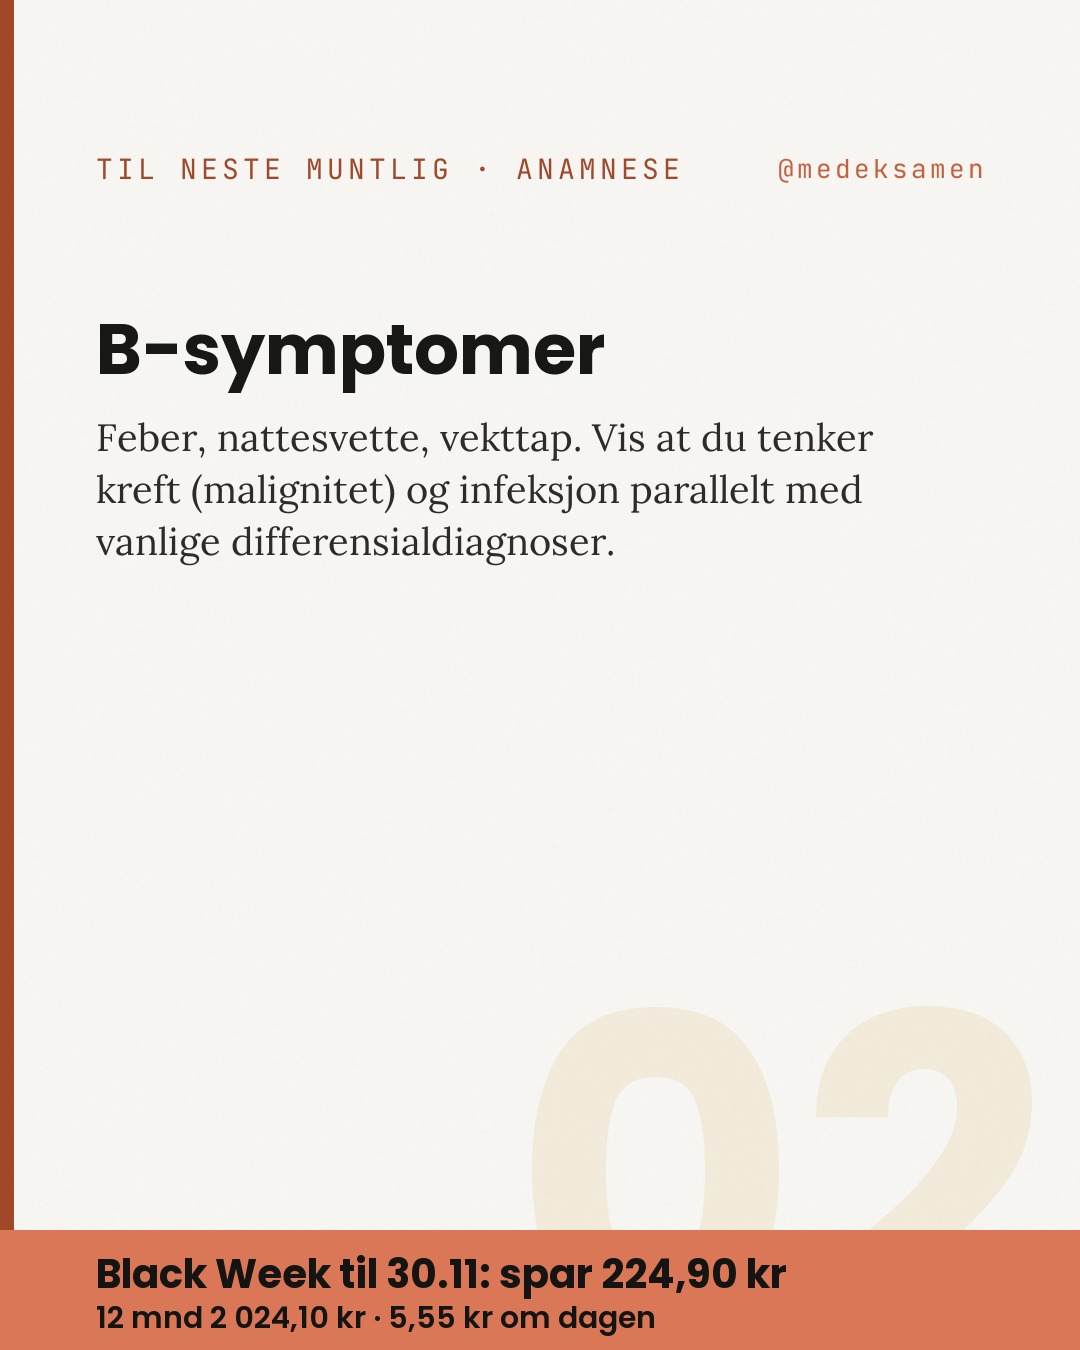 TIL NESTE MUNTLIG · ANAMNESE
@medeksamen
B-symptomer
Feber, nattesvette, vekttap. Vis at du tenker
kreft (malignitet) og infeksjon parallelt med
vanlige differensialdiagnoser.
02
Black Week til 30.11: spar 224,90 kr
12 mnd 2 024,10 kr · 5,55 kr om dagen